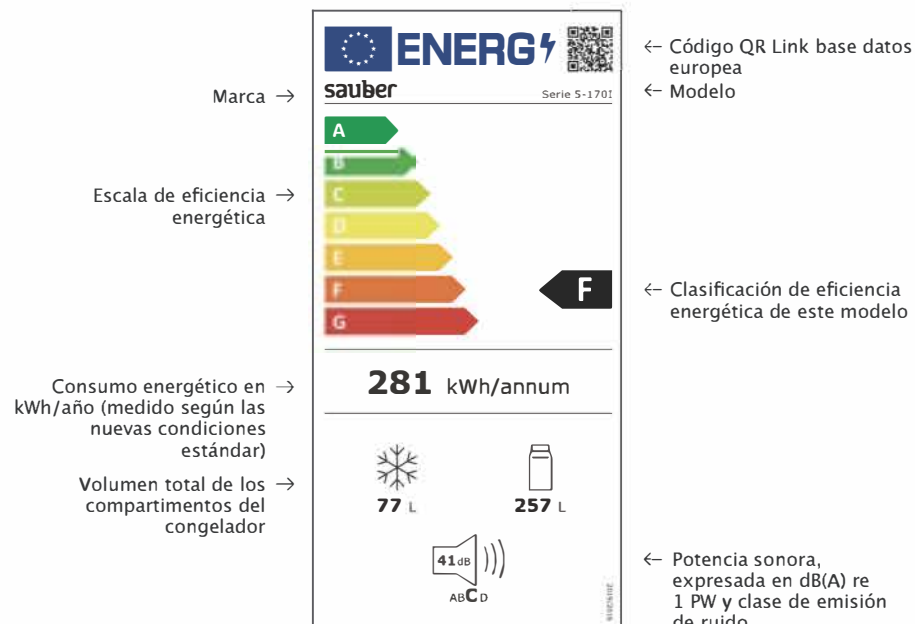 ENERG
← Código QR Link base datos
europea
Marca →
sauber
Serie 5-170I
← Modelo
A
B
C
D
E
F
G
Escala de eficiencia →
energética
F
← Clasificación de eficiencia
energética de este modelo
Consumo energético en →
kWh/año (medido según las
nuevas condiciones
estándar)
281 kWh/annum
Volumen total de los →
compartimentos del
congelador
77 L
257 L
41dB
ABCD
← Potencia sonora,
expresada en dB(A) re
1 PW y clase de emisión
de ruido
2019/2016